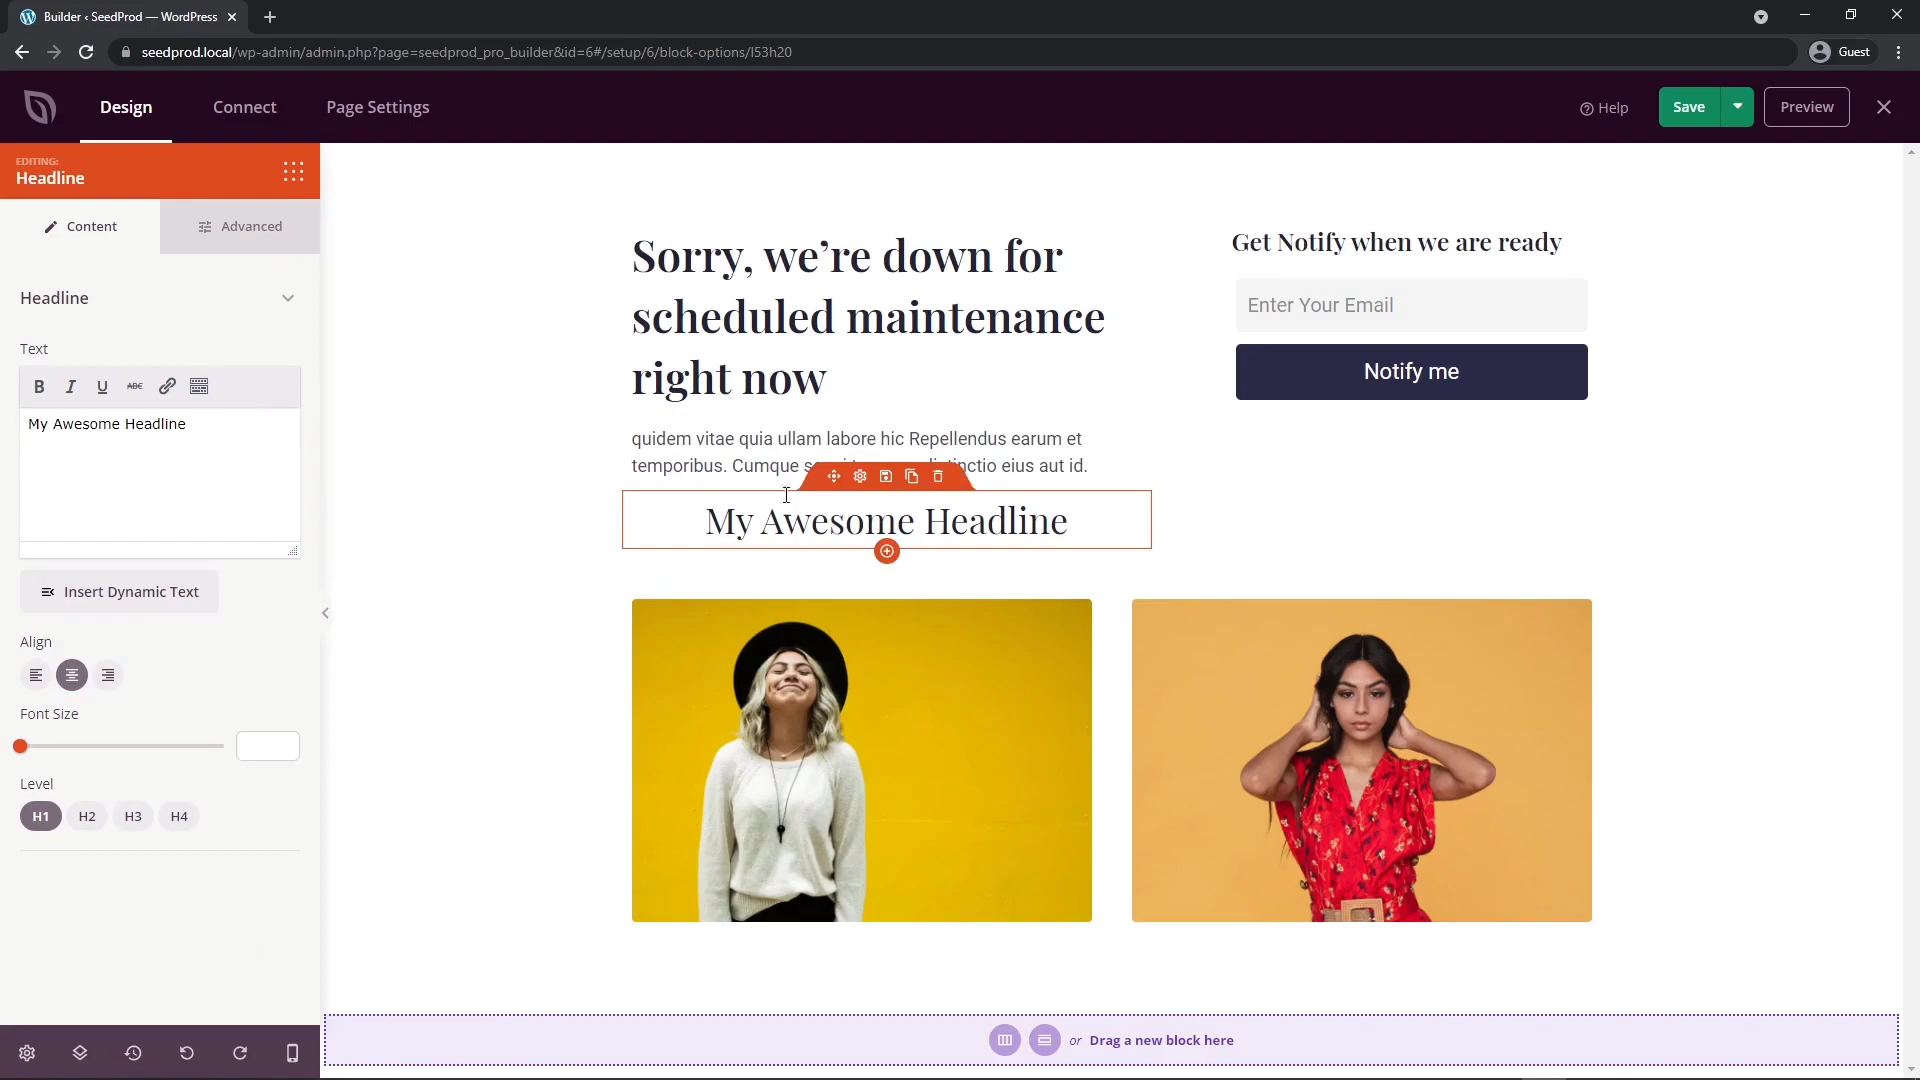 Builder ‹ SeedProd — WordPress
seedprod.local/wp-admin/admin.php?page=seedprod_pro_builder&id=6#/setup/6/block-options/l53h20
Guest
Design
Connect
Page Settings
Help
Save
Preview
EDITING:
Headline
Content
Advanced
Headline
Text
B I U ABC
My Awesome Headline
Insert Dynamic Text
Align
Font Size
Level
H1 H2 H3 H4
Sorry, we’re down for
scheduled maintenance
right now
quidem vitae quia ullam labore hic Repellendus earum et
temporibus. Cumque eius aut id.
My Awesome Headline
Get Notify when we are ready
Enter Your Email
Notify me
or Drag a new block here